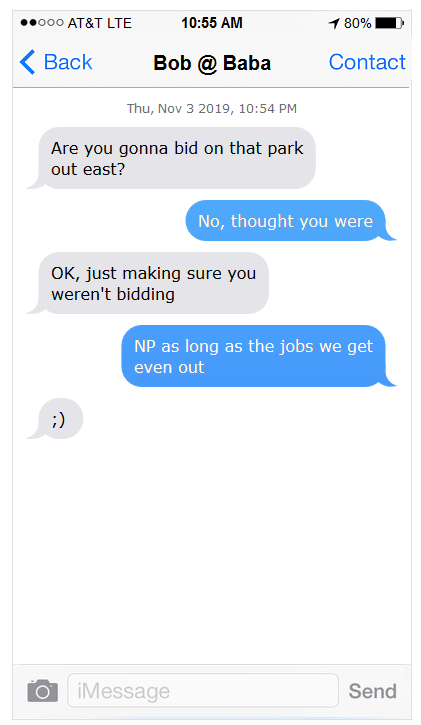 AT&T LTE 10:55 AM 80%
Back Bob @ Baba Contact
Thu, Nov 3 2019, 10:54 PM
Are you gonna bid on that park
out east?
No, thought you were
OK, just making sure you
weren't bidding
NP as long as the jobs we get
even out
;)
iMessage Send